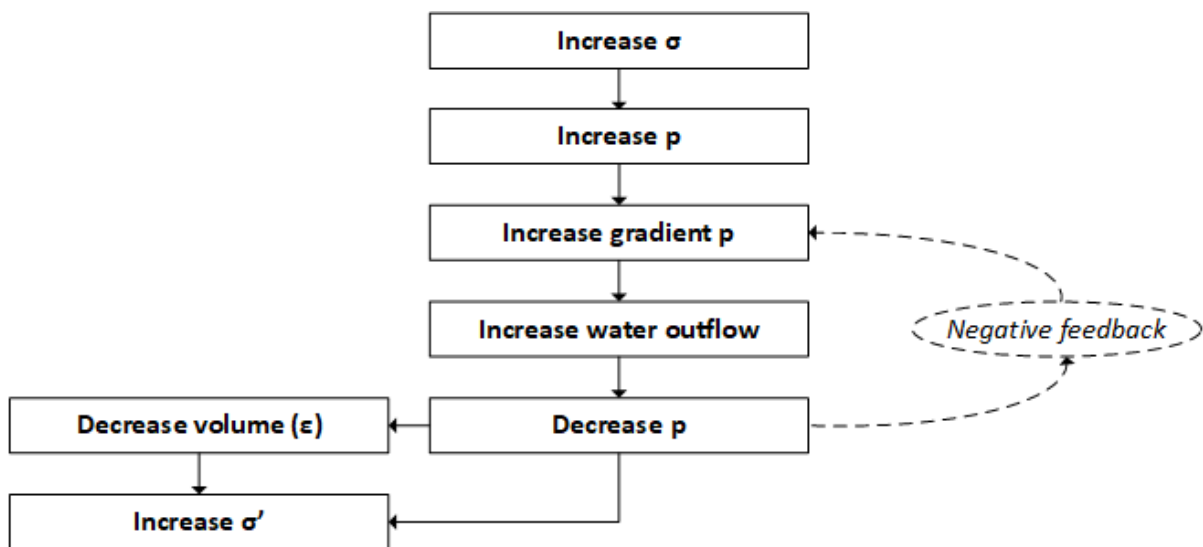 Increase σ
Increase p
Increase gradient p
Increase water outflow
Negative feedback
Decrease volume (ε)
Decrease p
Increase σ’